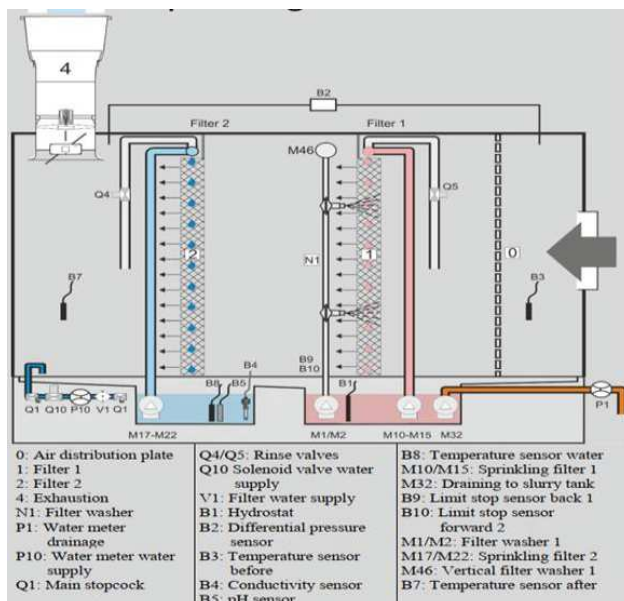 4
B2
Filter 2
Filter 1
M46
Q4
Q5
2
N1
1
0
B7
B3
B9
B10
B8
B5
B4
B1
Q1
Q10
P10
V1
Q1
P1
M17-M22
M1/M2
M10-M15
M32
0: Air distribution plate
1: Filter 1
2: Filter 2
4: Exhaustion
N1: Filter washer
P1: Water meter
drainage
P10: Water meter water
supply
Q1: Main stopcock
Q4/Q5: Rinse valves
Q10 Solenoid valve water
supply
V1: Filter water supply
B1: Hydrostat
B2: Differential pressure
sensor
B3: Temperature sensor
before
B4: Conductivity sensor
B5: pH sensor
B8: Temperature sensor water
M10/M15: Sprinkling filter 1
M32: Draining to slurry tank
B9: Limit stop sensor back 1
B10: Limit stop sensor
forward 2
M1/M2: Filter washer 1
M17/M22: Sprinkling filter 2
M46: Vertical filter washer 1
B7: Temperature sensor after